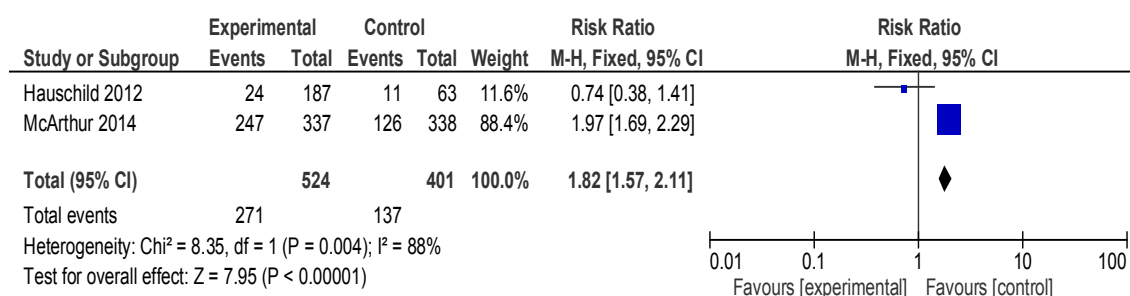 Experimental Control Risk Ratio Risk Ratio
Study or Subgroup Events Total Events Total Weight M-H, Fixed, 95% CI M-H, Fixed, 95% CI
Hauschild 2012 24 187 11 63 11.6% 0.74 [0.38, 1.41]
McArthur 2014 247 337 126 338 88.4% 1.97 [1.69, 2.29]
Total (95% CI) 524 401 100.0% 1.82 [1.57, 2.11]
Total events 271 137
Heterogeneity: Chi² = 8.35, df = 1 (P = 0.004); I² = 88%
Test for overall effect: Z = 7.95 (P < 0.00001)
0.01 0.1 1 10 100
Favours [experimental] Favours [control]